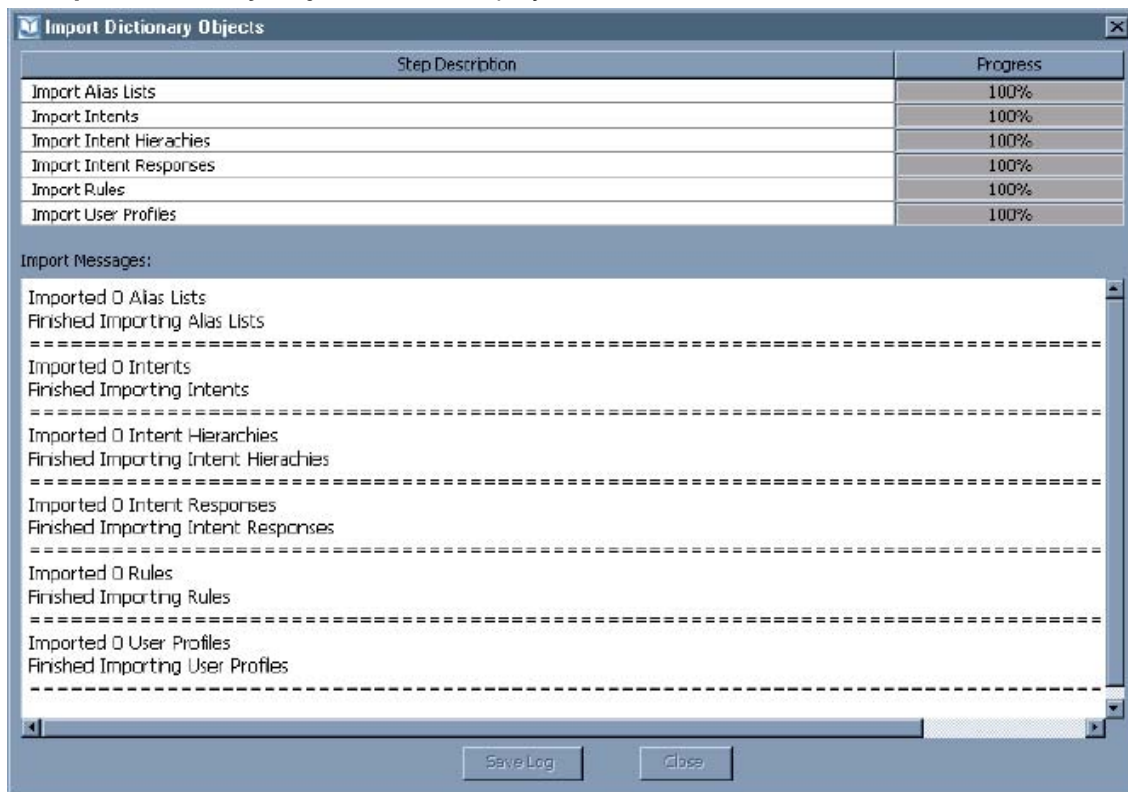 Import Dictionary Objects
Step Description Progress
Import Alias Lists 100%
Import Intents 100%
Import Intent Hierachies 100%
Import Intent Responses 100%
Import Rules 100%
Import User Profiles 100%
Import Messages:
Imported 0 Alias Lists
Finished Importing Alias Lists
Imported 0 Intents
Finished Importing Intents
Imported 0 Intent Hierarchies
Finished Importing Intent Hierachies
Imported 0 Intent Responses
Finished Importing Intent Responses
Imported 0 Rules
Finished Importing Rules
Imported 0 User Profiles
Finished Importing User Profiles
Save Log Close